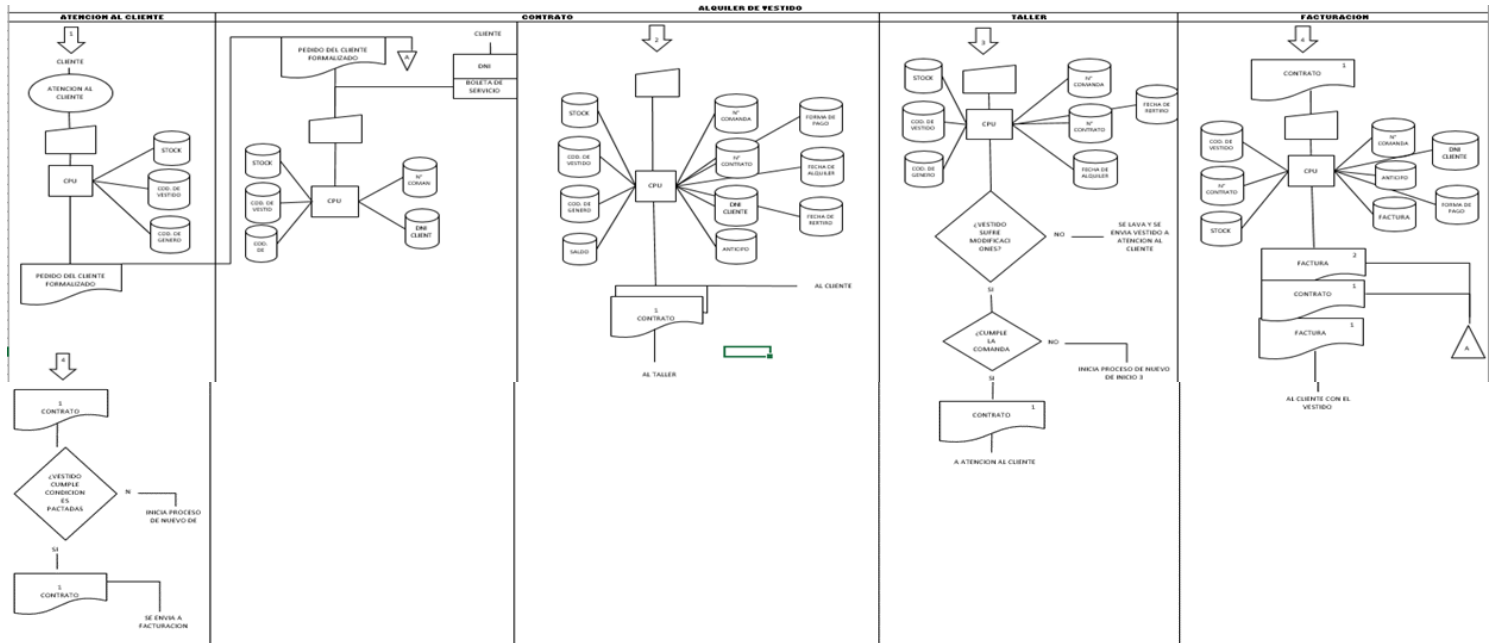 ALQUILER DE VESTIDO
ATENCION AL CLIENTE
CONTRATO
TALLER
FACTURACION
1
CLIENTE
ATENCION AL
CLIENTE
CPU
STOCK
COD. DE
VESTIDO
COD. DE
GENERO
PEDIDO DEL CLIENTE
FORMALIZADO
4
1
CONTRATO
¿VESTIDO
CUMPLE
CONDICION
ES
PACTADAS
N
INICIA PROCESO
DE NUEVO DE
SI
1
CONTRATO
SE ENVIA A
FACTURACION
PEDIDO DEL CLIENTE
FORMALIZADO
A
CLIENTE
DNI
BOLETA DE
SERVICIO
STOCK
COD. DE
VESTID
COD.
DE
CPU
N°
COMAN
DNI
CLIENT
2
STOCK
COD. DE
VESTIDO
COD. DE
GENERO
SALDO
CPU
N°
COMANDA
N°
CONTRATO
DNI
CLIENTE
ANTICIPO
FORMA DE
PAGO
FECHA DE
ALQUILER
FECHA DE
RERTIRO
AL CLIENTE
1
CONTRATO
AL TALLER
3
STOCK
COD. DE
VESTIDO
COD. DE
GENERO
CPU
N°
COMANDA
N°
CONTRATO
FECHA DE
ALQUILER
FECHA DE
RERTIRO
¿VESTIDO
SUFRE
MODIFICACI
ONES?
NO
SE LAVA Y SE
ENVIA VESTIDO A
ATENCION AL
CLIENTE
SI
¿CUMPLE
LA
COMANDA
NO
INICIA PROCESO DE NUEVO
DE INICIO 3
SI
1
CONTRATO
A ATENCION AL CLIENTE
4
1
CONTRATO
COD. DE
VESTIDO
N°
CONTRATO
STOCK
CPU
N°
COMANDA
ANTICIPO
FACTURA
DNI
CLIENTE
FORMA DE
PAGO
2
FACTURA
1
CONTRATO
1
FACTURA
A
AL CLIENTE CON EL
VESTIDO